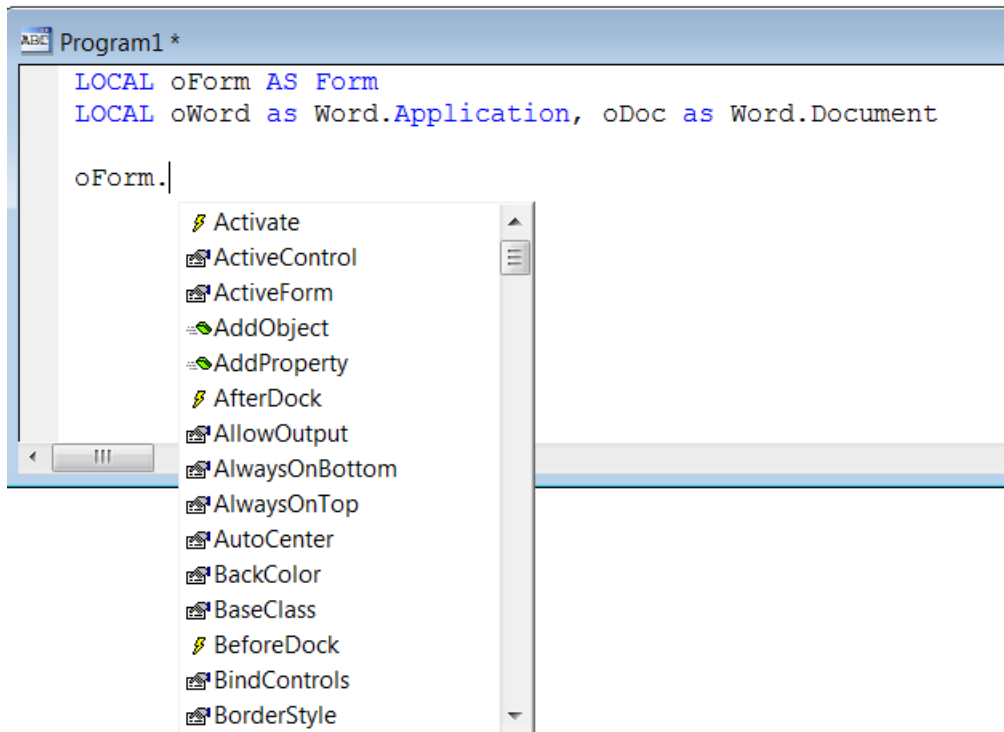 ABC Program1 *
LOCAL oForm AS Form
LOCAL oWord as Word.Application, oDoc as Word.Document
oForm.
Activate
ActiveControl
ActiveForm
AddObject
AddProperty
AfterDock
AllowOutput
AlwaysOnBottom
AlwaysOnTop
AutoCenter
BackColor
BaseClass
BeforeDock
BindControls
BorderStyle